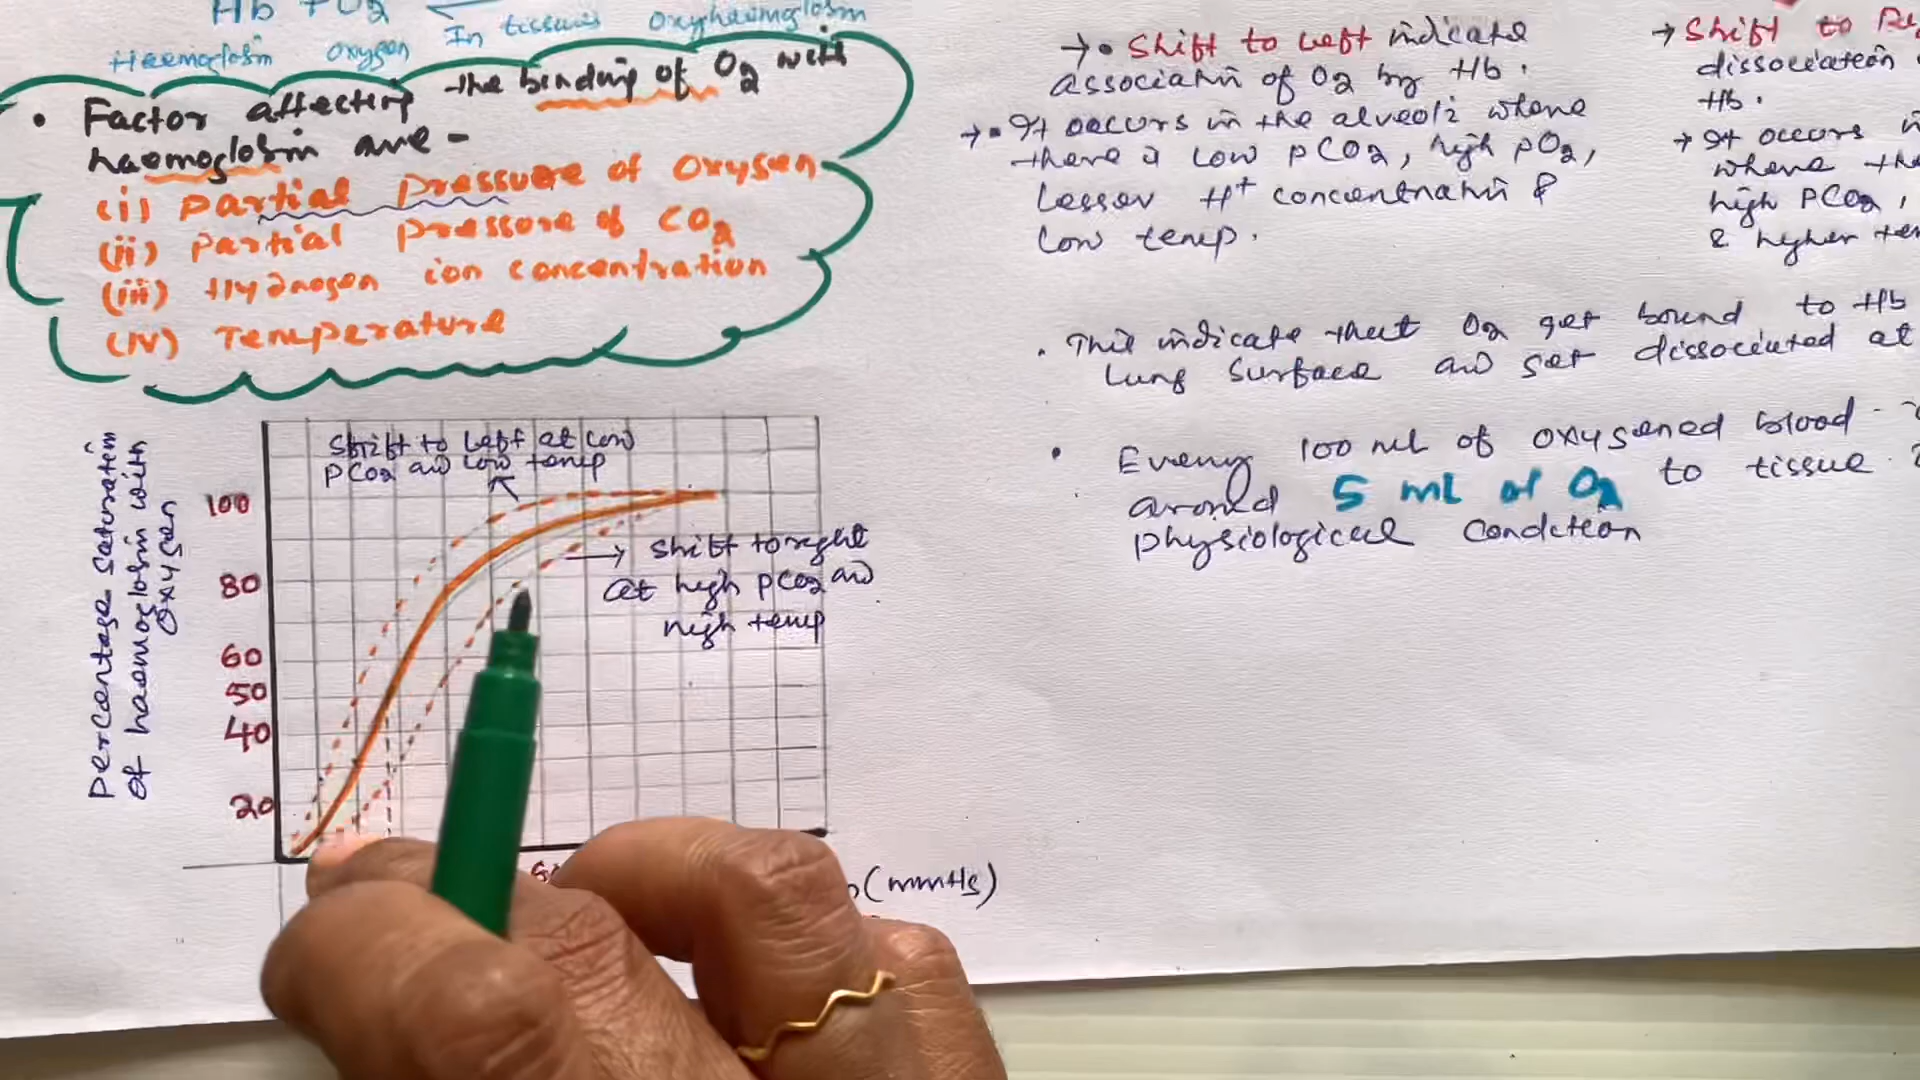 Hb + O2
Haemoglobin oxygen In tissues Oxyhaemoglobin
• Factor affecting the binding of O2 with
haemoglobin are -
(i) Partial Pressure of Oxygen
(ii) Partial Pressure of CO2
(iii) Hydrogen ion concentration
(IV) Temperature
Percentage saturation
of haemoglobin with
Oxygen
Shift to Left at low
PCO2 and low temp
100
80
60
50
40
20
Shift to right
at high pCO2 and
high temp
(mmHg)
→ • Shift to Left indicate
association of O2 by Hb.
→ • It occurs in the alveoli where
there is low pCO2, high pO2,
Lesser H+ concentration &
low temp.
→ Shift to
dissociation
Hb.
→ It occurs in
where the
high PCO2,
& higher
• This indicate that O2 get bound to Hb
Lung surface and get dissociated at
• Every 100 ml of oxygened blood
around 5 ml of O2 to tissue
physiological condition